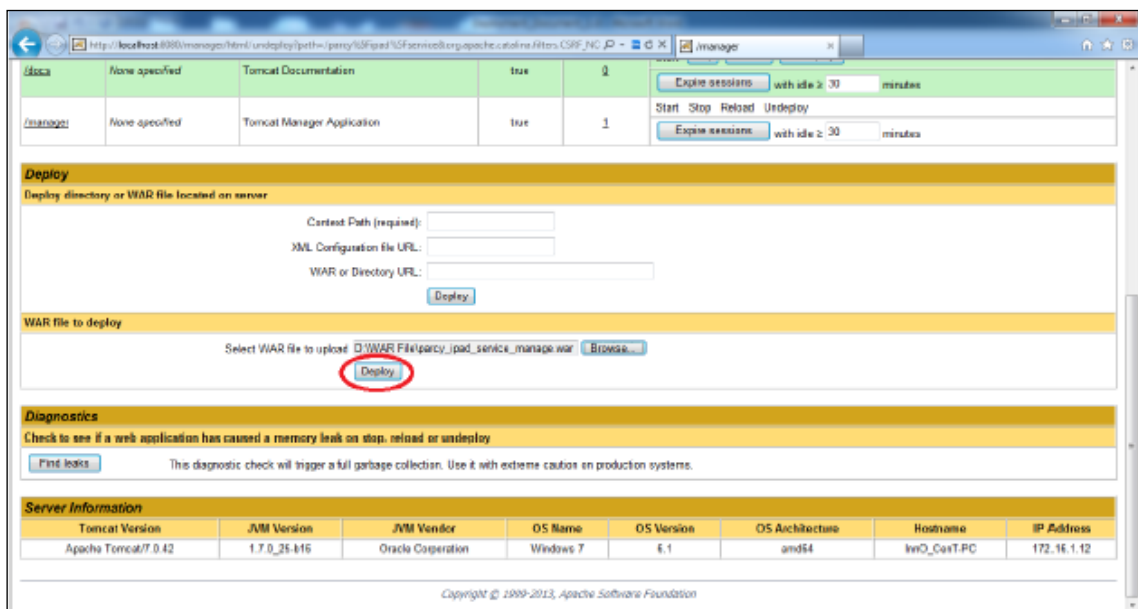 http://localhost:8080/manager/html/undeploy?path=/parcy%5Fipad%5Fservice&org.apache.catalina.filters.CSRF_NC
/manager
/docs None specified Tomcat Documentation true 0
Expire sessions with idle ≥ 30 minutes
/manager None specified Tomcat Manager Application true 1
Start Stop Reload Undeploy
Expire sessions with idle ≥ 30 minutes
Deploy
Deploy directory or WAR file located on server
Context Path (required):
XML Configuration file URL:
WAR or Directory URL:
Deploy
WAR file to deploy
Select WAR file to upload D:\WAR File\parcy_ipad_service_manage.war Browse...
Deploy
Diagnostics
Check to see if a web application has caused a memory leak on stop, reload or undeploy
Find leaks This diagnostic check will trigger a full garbage collection. Use it with extreme caution on production systems.
Server Information
Tomcat Version JVM Version JVM Vendor OS Name OS Version OS Architecture Hostname IP Address
Apache Tomcat/7.0.42 1.7.0_25-b16 Oracle Corporation Windows 7 6.1 amd64 InnO_CenT-PC 172.16.1.12
Copyright © 1999-2013, Apache Software Foundation